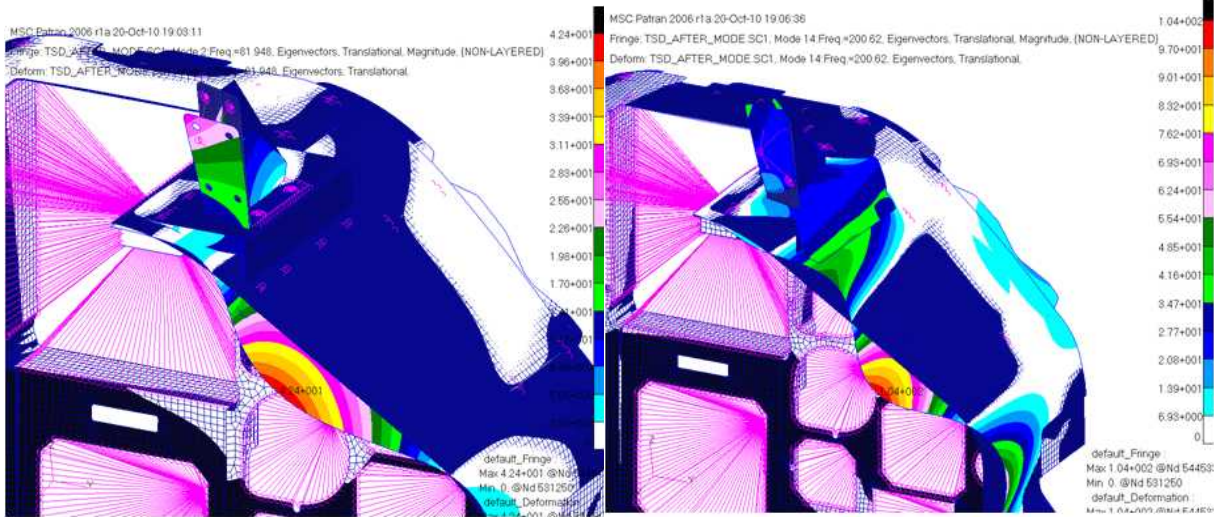 MSC Patran 2006 r1a 20-Oct-10 19:03:11
Fringe: TSD_AFTER_MODE.SC1, Mode 2:Freq.=81.948, Eigenvectors, Translational, Magnitude, (NON-LAYERED)
Deform: Eigenvectors, Translational,
4.24+001
3.96+001
3.68+001
3.39+001
3.11+001
2.83+001
2.55+001
2.26+001
1.98+001
1.70+001
default_Fringe :
Max 4.24+001 @Nd
Min 0. @Nd 531250
default_Deformation
MSC Patran 2006 r1a 20-Oct-10 19:06:36
Fringe: TSD_AFTER_MODE.SC1, Mode 14:Freq.=200.62, Eigenvectors, Translational, Magnitude, (NON-LAYERED)
Deform: TSD_AFTER_MODE.SC1, Mode 14:Freq.=200.62, Eigenvectors, Translational,
1.04+002
9.70+001
9.01+001
8.32+001
7.62+001
6.93+001
6.24+001
5.54+001
4.85+001
4.16+001
3.47+001
2.77+001
2.08+001
1.39+001
6.93+000
0.
default_Fringe :
Max 1.04+002 @Nd
Min 0. @Nd 531250
default_Deformation :